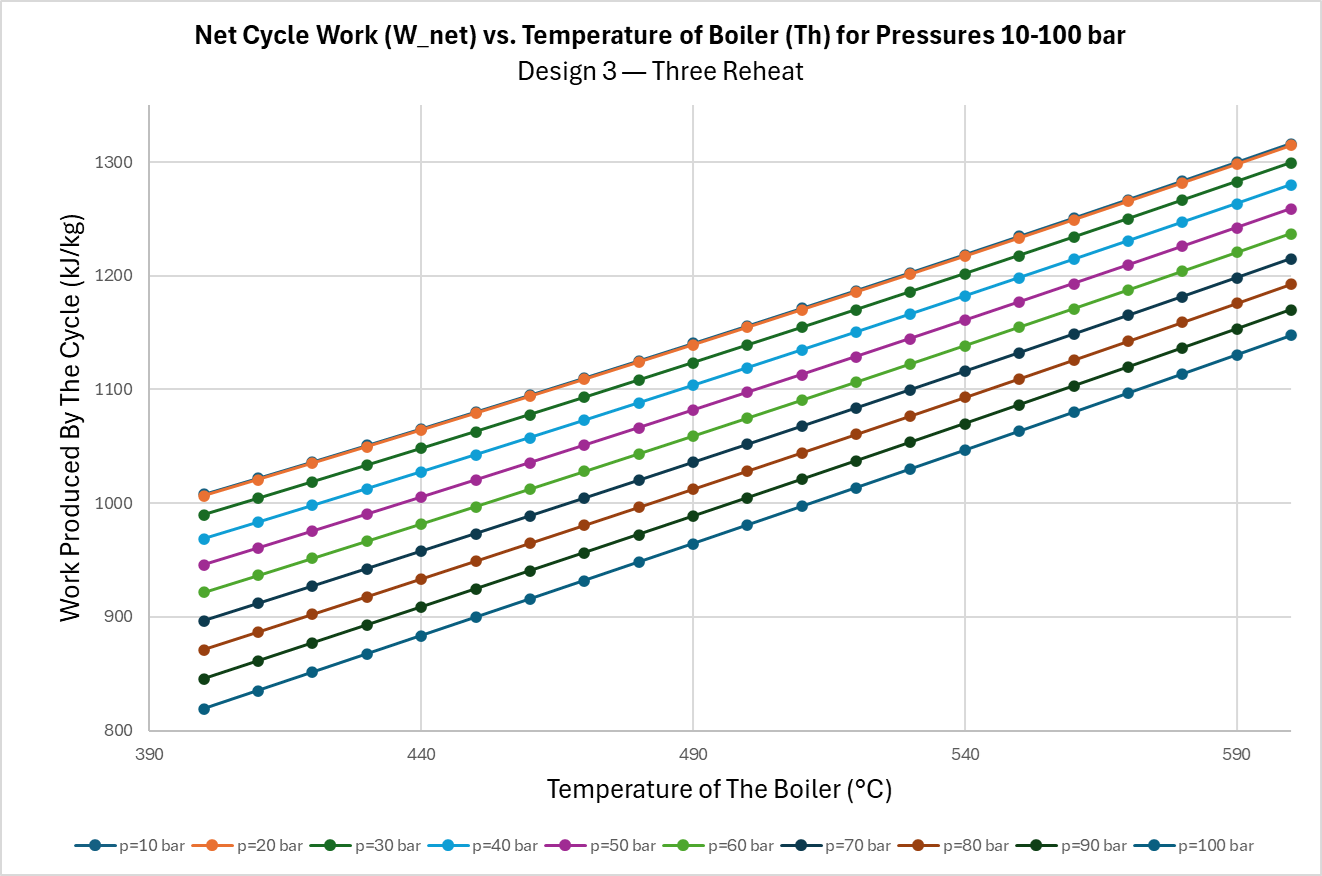 Net Cycle Work (W_net) vs. Temperature of Boiler (Th) for Pressures 10-100 bar
Design 3 — Three Reheat
Work Produced By The Cycle (kJ/kg)
1300
1200
1100
1000
900
800
390 440 490 540 590
Temperature of The Boiler (°C)
p=10 bar p=20 bar p=30 bar p=40 bar p=50 bar p=60 bar p=70 bar p=80 bar p=90 bar p=100 bar